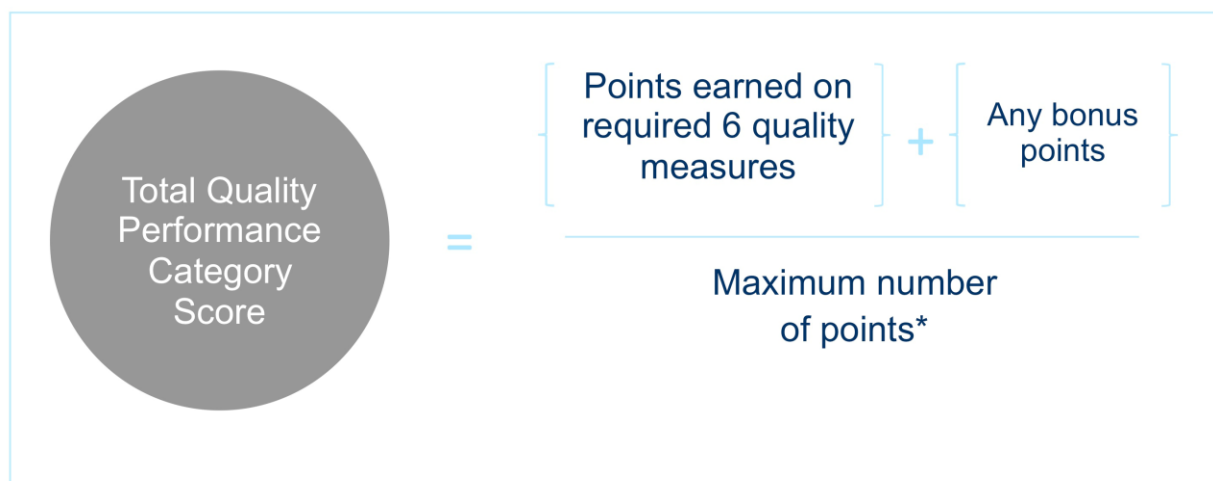 Total Quality
Performance
Category
Score
=
Points earned on
required 6 quality
measures
+
Any bonus
points
Maximum number
of points*